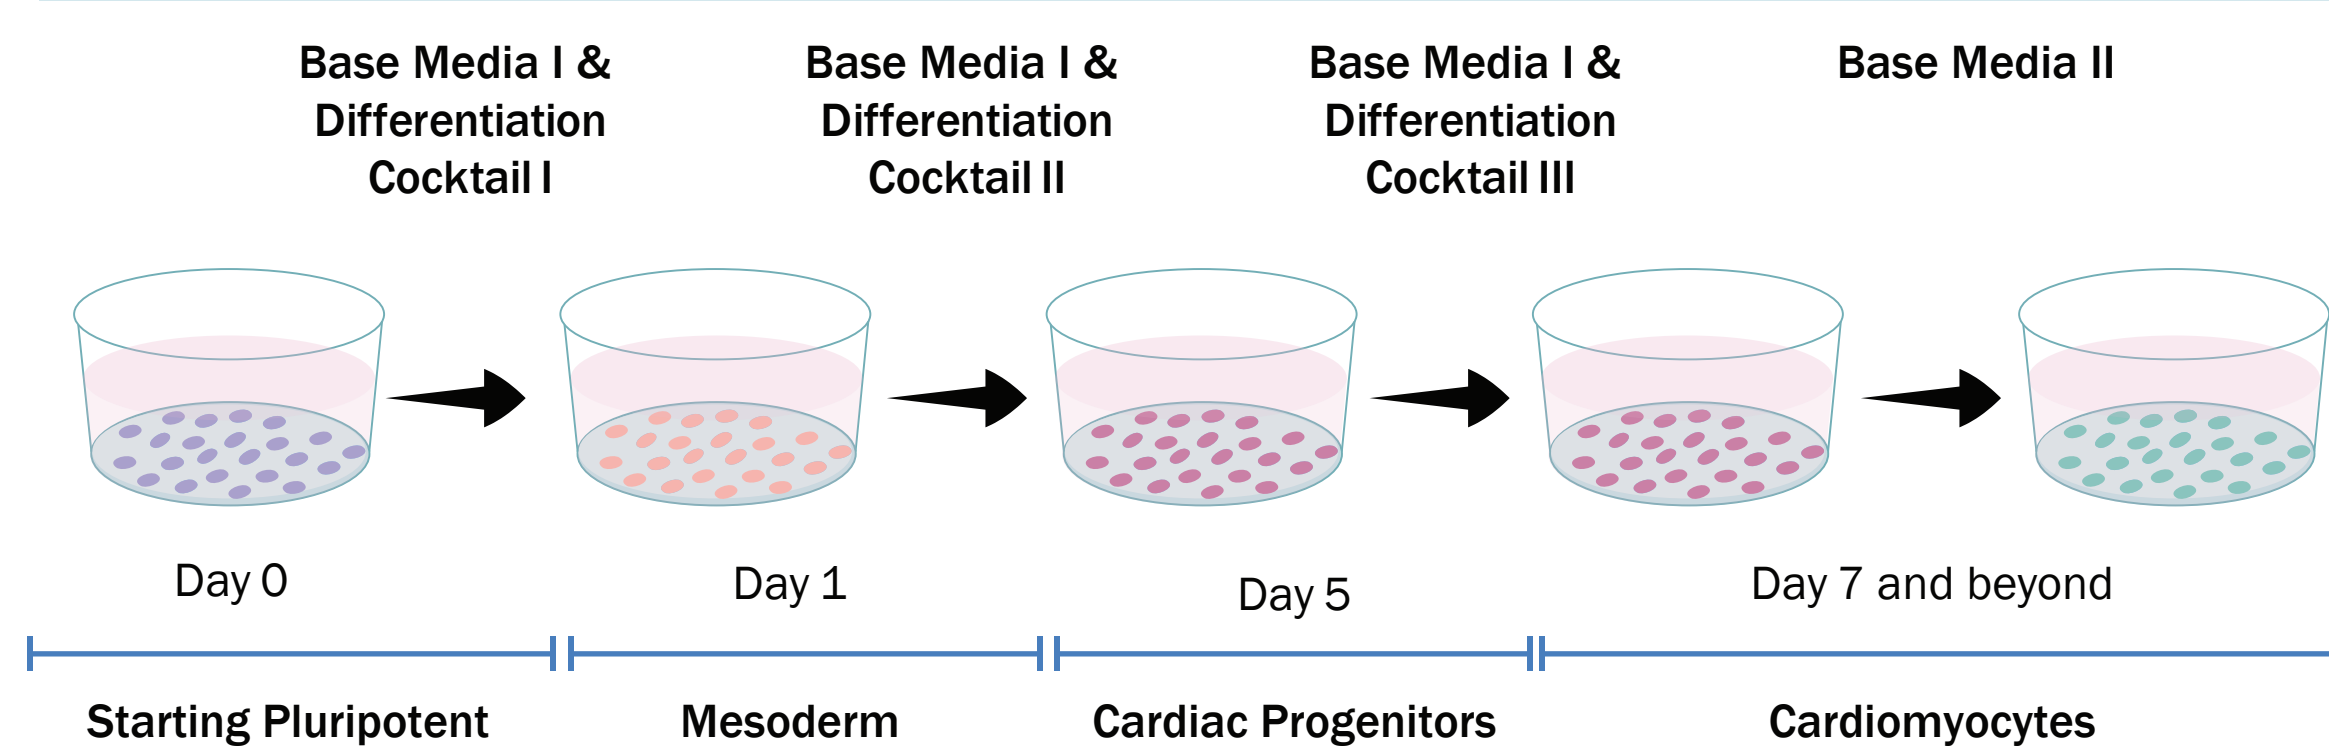 Base Media I &
Differentiation
Cocktail I
Base Media I &
Differentiation
Cocktail II
Base Media I &
Differentiation
Cocktail III
Base Media II
Day 0
Day 1
Day 5
Day 7 and beyond
Starting Pluripotent
Mesoderm
Cardiac Progenitors
Cardiomyocytes